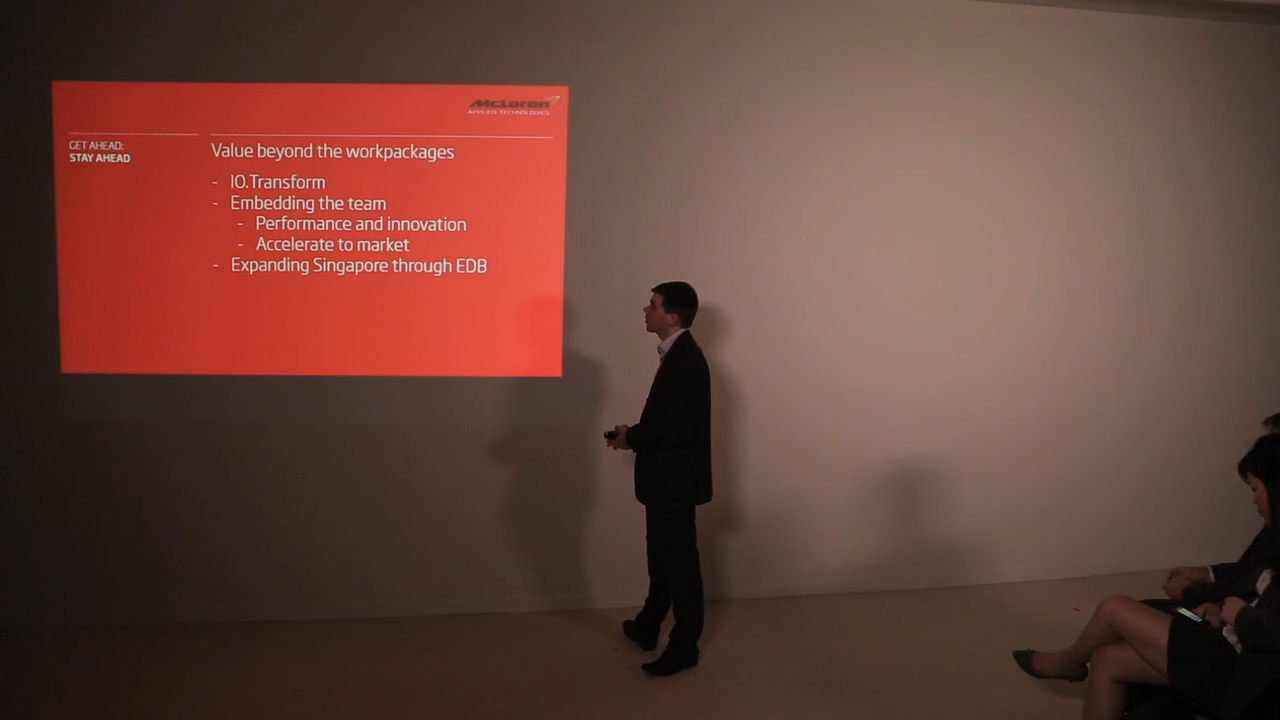 McLaren
APPLIED TECHNOLOGIES
GET AHEAD:
STAY AHEAD
Value beyond the workpackages
- IO.Transform
- Embedding the team
- Performance and innovation
- Accelerate to market
- Expanding Singapore through EDB